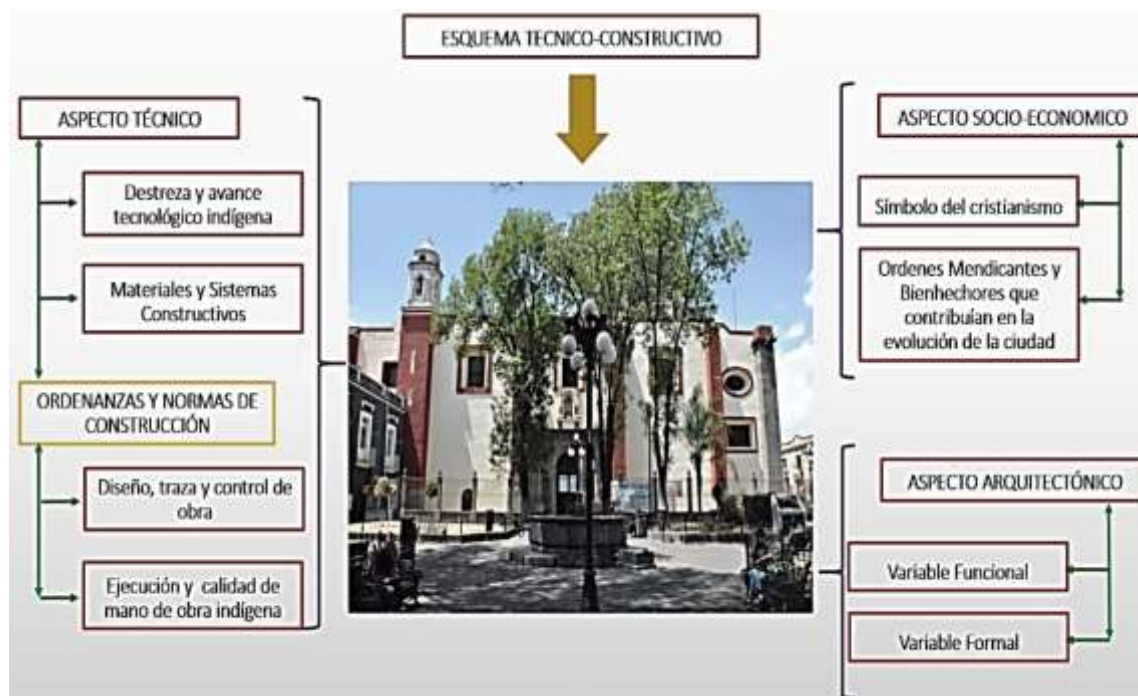 ESQUEMA TECNICO-CONSTRUCTIVO
ASPECTO TÉCNICO
Destreza y avance
tecnológico indígena
Materiales y Sistemas
Constructivos
ORDENANZAS Y NORMAS DE
CONSTRUCCIÓN
Diseño, traza y control de
obra
Ejecución y calidad de
mano de obra indígena
ASPECTO SOCIO-ECONOMICO
Símbolo del cristianismo
Ordenes Mendicantes y
Bienhechores que
contribuían en la
evolución de la ciudad
ASPECTO ARQUITECTÓNICO
Variable Funcional
Variable Formal